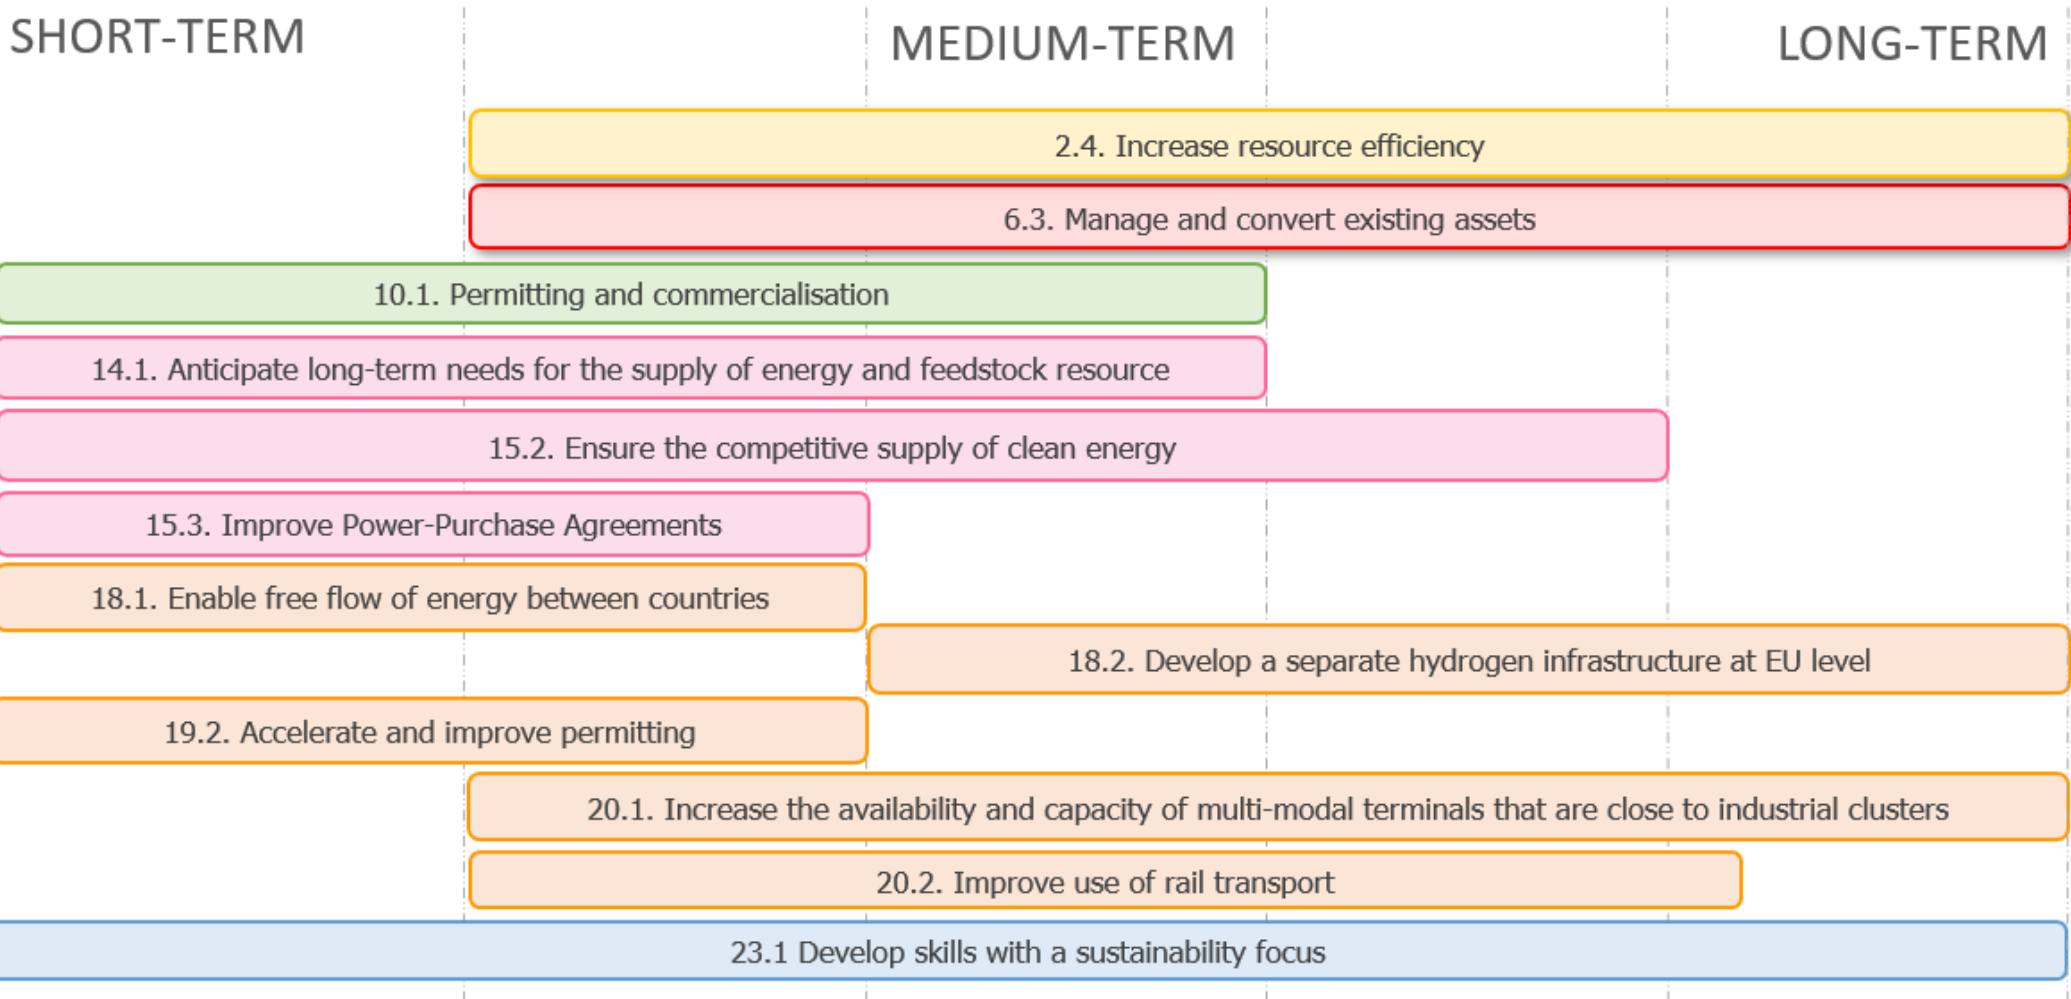 SHORT-TERM
MEDIUM-TERM
LONG-TERM
2.4. Increase resource efficiency
6.3. Manage and convert existing assets
10.1. Permitting and commercialisation
14.1. Anticipate long-term needs for the supply of energy and feedstock resource
15.2. Ensure the competitive supply of clean energy
15.3. Improve Power-Purchase Agreements
18.1. Enable free flow of energy between countries
18.2. Develop a separate hydrogen infrastructure at EU level
19.2. Accelerate and improve permitting
20.1. Increase the availability and capacity of multi-modal terminals that are close to industrial clusters
20.2. Improve use of rail transport
23.1 Develop skills with a sustainability focus